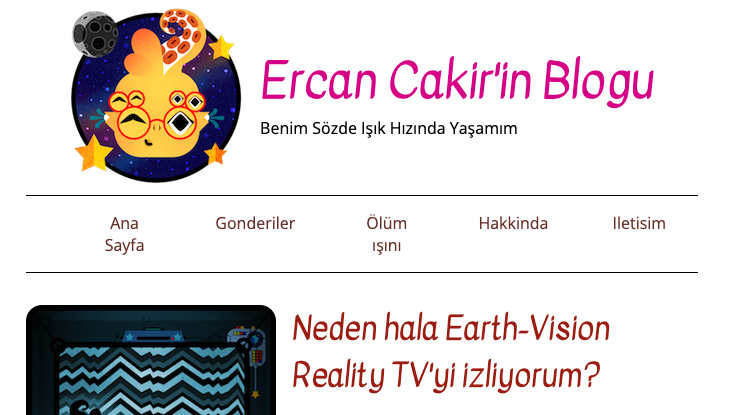 Ercan Cakir'in Blogu
Benim Sözde Işık Hızında Yaşamım
Ana
Sayfa
Gonderiler
Ölüm
ışını
Hakkinda
Iletisim
Neden hala Earth-Vision
Reality TV'yi izliyorum?